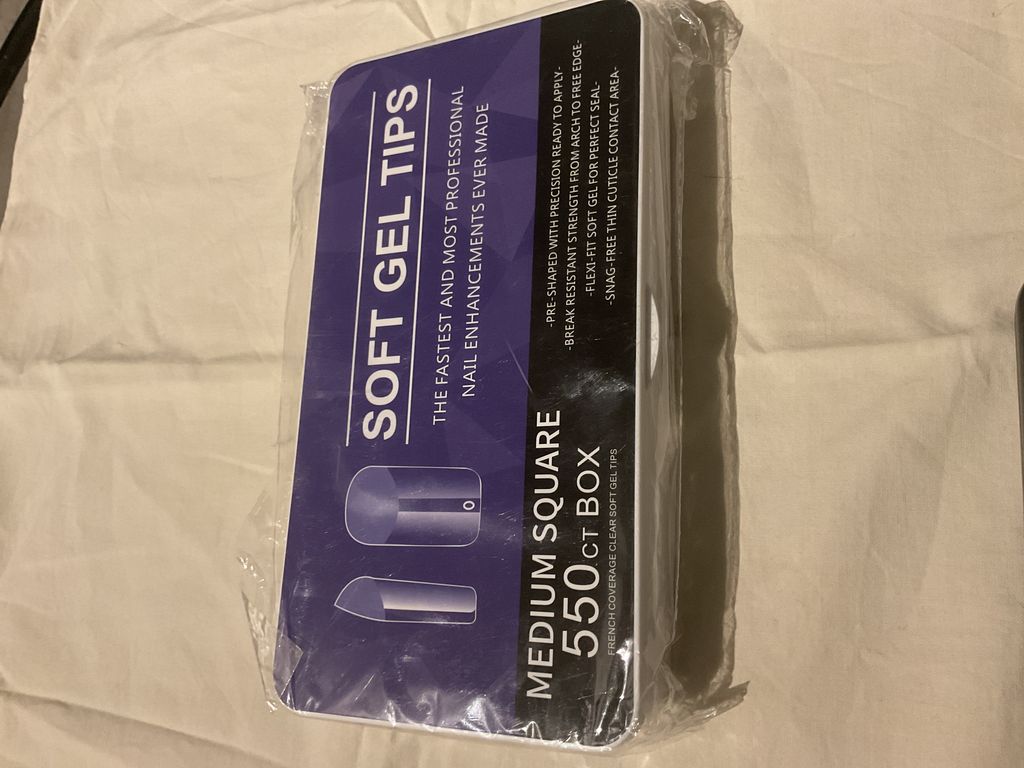 SOFT GEL TIPS
THE FASTEST AND MOST PROFESSIONAL
NAIL ENHANCEMENTS EVER MADE
0
MEDIUM SQUARE
550CT BOX
FRENCH COVERAGE CLEAR SOFT GEL TIPS
-PRE-SHAPED WITH PRECISION READY TO APPLY-
-BREAK RESISTANT STRENGTH FROM ARCH TO FREE EDGE-
-FLEXI-FIT SOFT GEL FOR PERFECT SEAL-
-SNAG-FREE THIN CUTICLE CONTACT AREA-